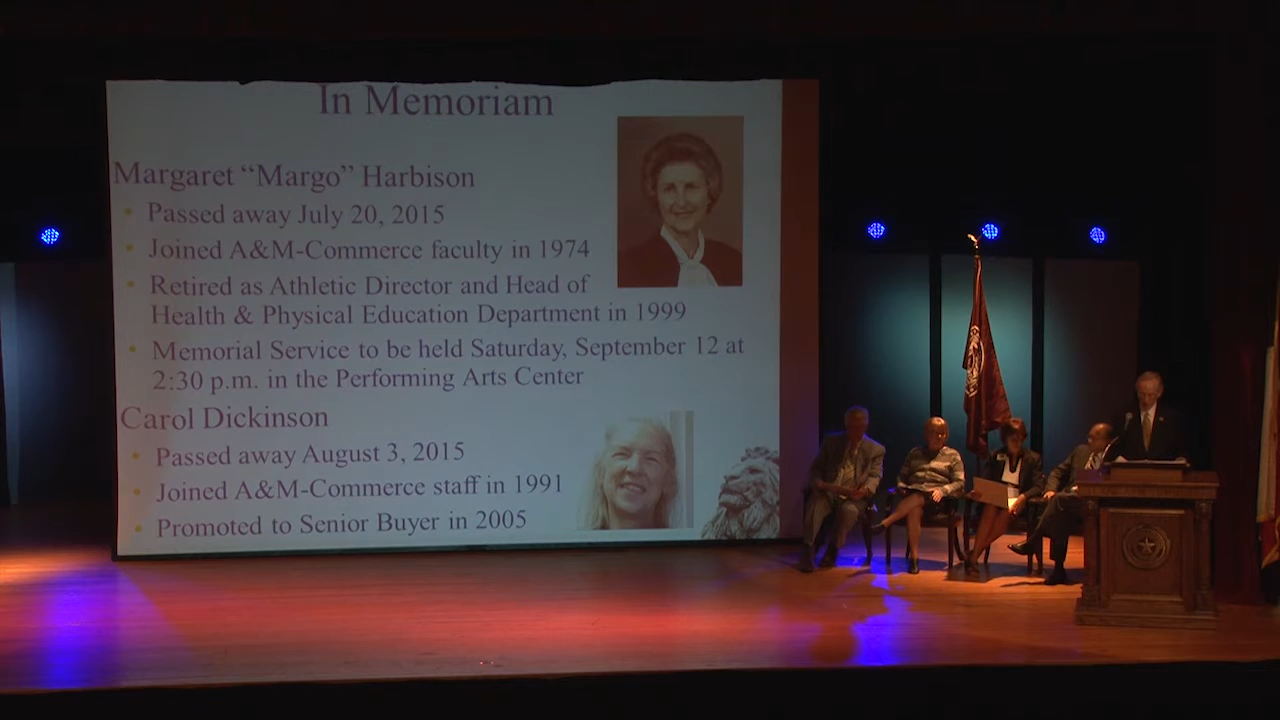 In Memoriam
Margaret “Margo” Harbison
• Passed away July 20, 2015
• Joined A&M-Commerce faculty in 1974
• Retired as Athletic Director and Head of
Health & Physical Education Department in 1999
• Memorial Service to be held Saturday, September 12 at
2:30 p.m. in the Performing Arts Center
Carol Dickinson
• Passed away August 3, 2015
• Joined A&M-Commerce staff in 1991
• Promoted to Senior Buyer in 2005